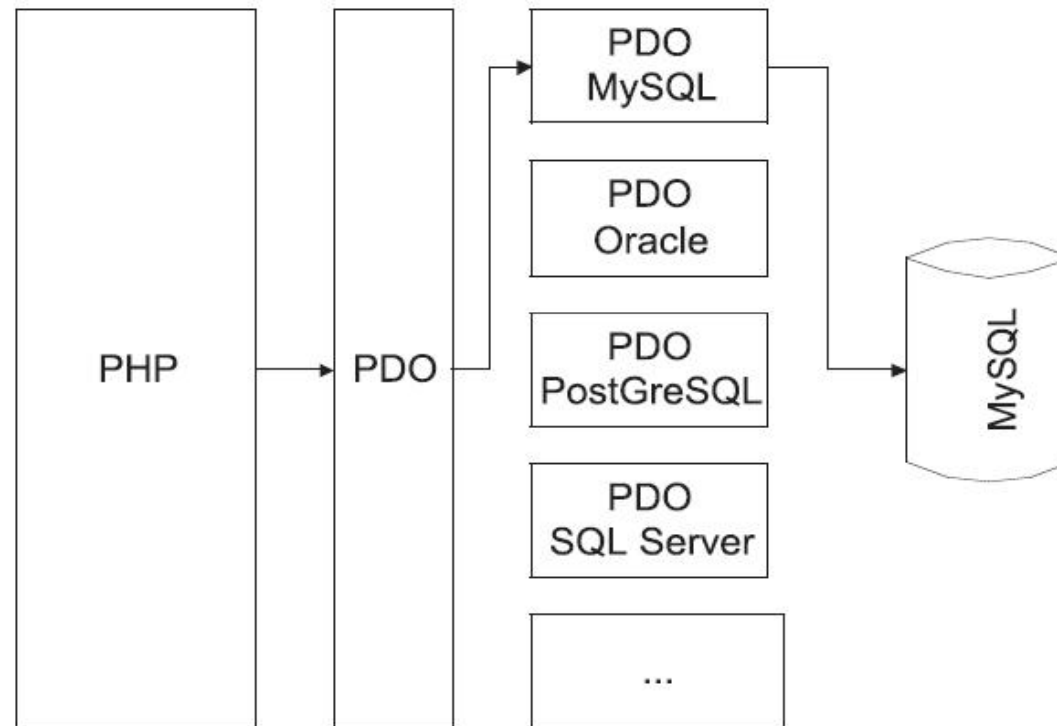 PHP
PDO
PDO
MySQL
PDO
Oracle
PDO
PostGreSQL
PDO
SQL Server
...
MySQL